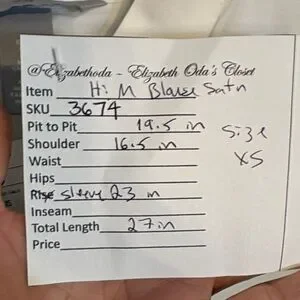 @Elizabethoda ~ Elizabeth Oda's Closet
Item H: M Blouse Satn
SKU 3674
Pit to Pit 19.5 in
Shoulder 16.5 in
Size
XS
Waist
Hips
Rise Sleeve 23 in
Inseam
Total Length 27 in
Price